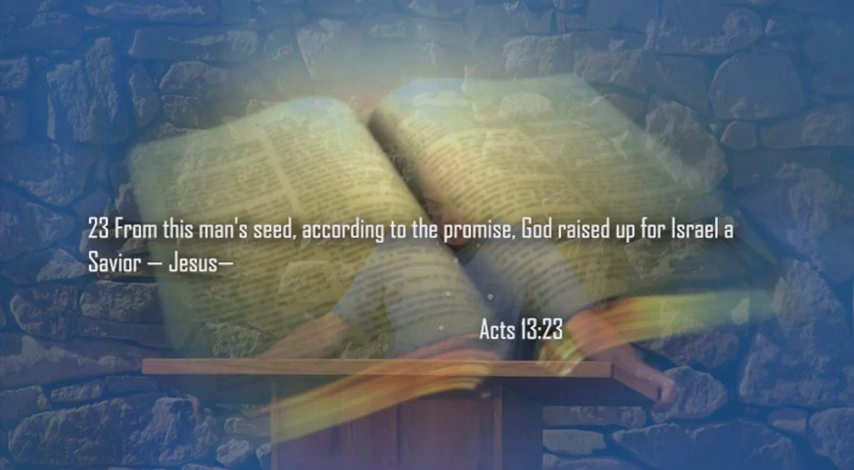 23 From this man's seed, according to the promise, God raised up for Israel a
Savior — Jesus—
Acts 13:23